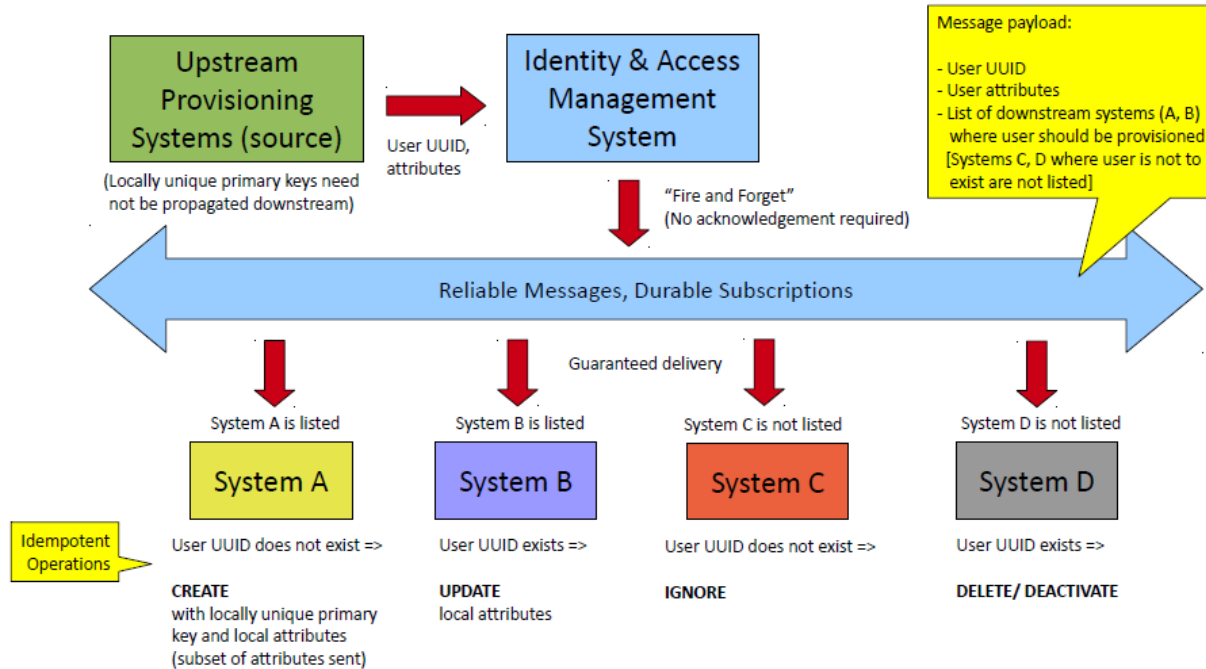 Upstream
Provisioning
Systems (source)
(Locally unique primary keys need
not be propagated downstream)
User UUID,
attributes
Identity & Access
Management
System
Message payload:
- User UUID
- User attributes
- List of downstream systems (A, B)
where user should be provisioned
[Systems C, D where user is not to
exist are not listed]
“Fire and Forget”
(No acknowledgement required)
Reliable Messages, Durable Subscriptions
Guaranteed delivery
System A is listed
System A
User UUID does not exist =>
CREATE
with locally unique primary
key and local attributes
(subset of attributes sent)
Idempotent
Operations
System B is listed
System B
User UUID exists =>
UPDATE
local attributes
System C is not listed
System C
User UUID does not exist =>
IGNORE
System D is not listed
System D
User UUID exists =>
DELETE/ DEACTIVATE